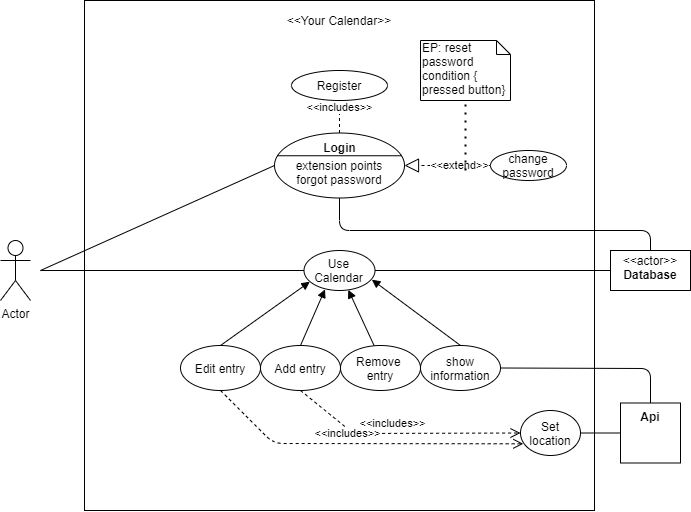 <<Your Calendar>>
EP: reset
password
condition {
pressed button}
Register
<<includes>>
Login
extension points
forgot password
<<extend>>
change
password
Actor
Use
Calendar
<<actor>>
Database
Edit entry
Add entry
Remove
entry
show
information
<<includes>>
<<includes>>
Set
location
Api